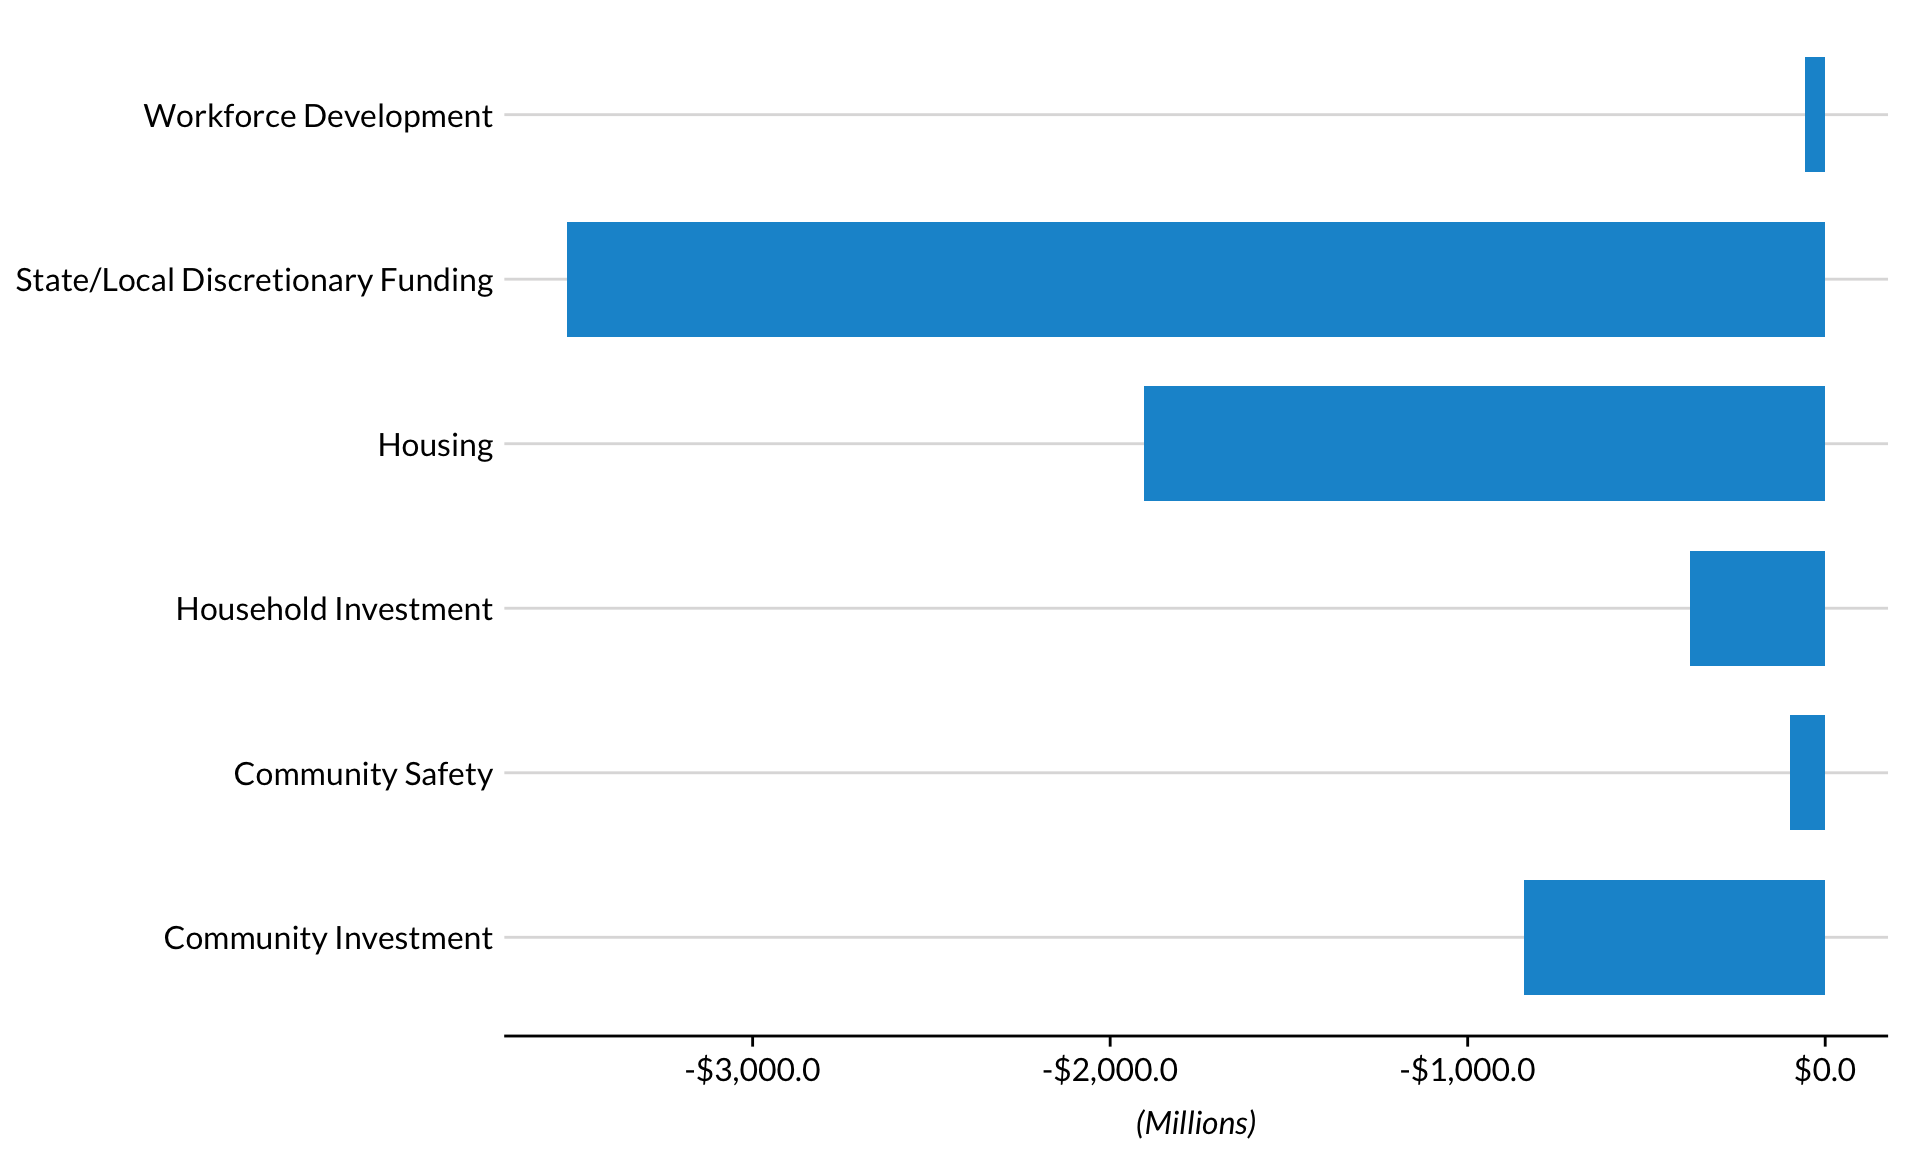 Workforce Development
State/Local Discretionary Funding
Housing
Household Investment
Community Safety
Community Investment
-$3,000.0 -$2,000.0 -$1,000.0 $0.0
(Millions)